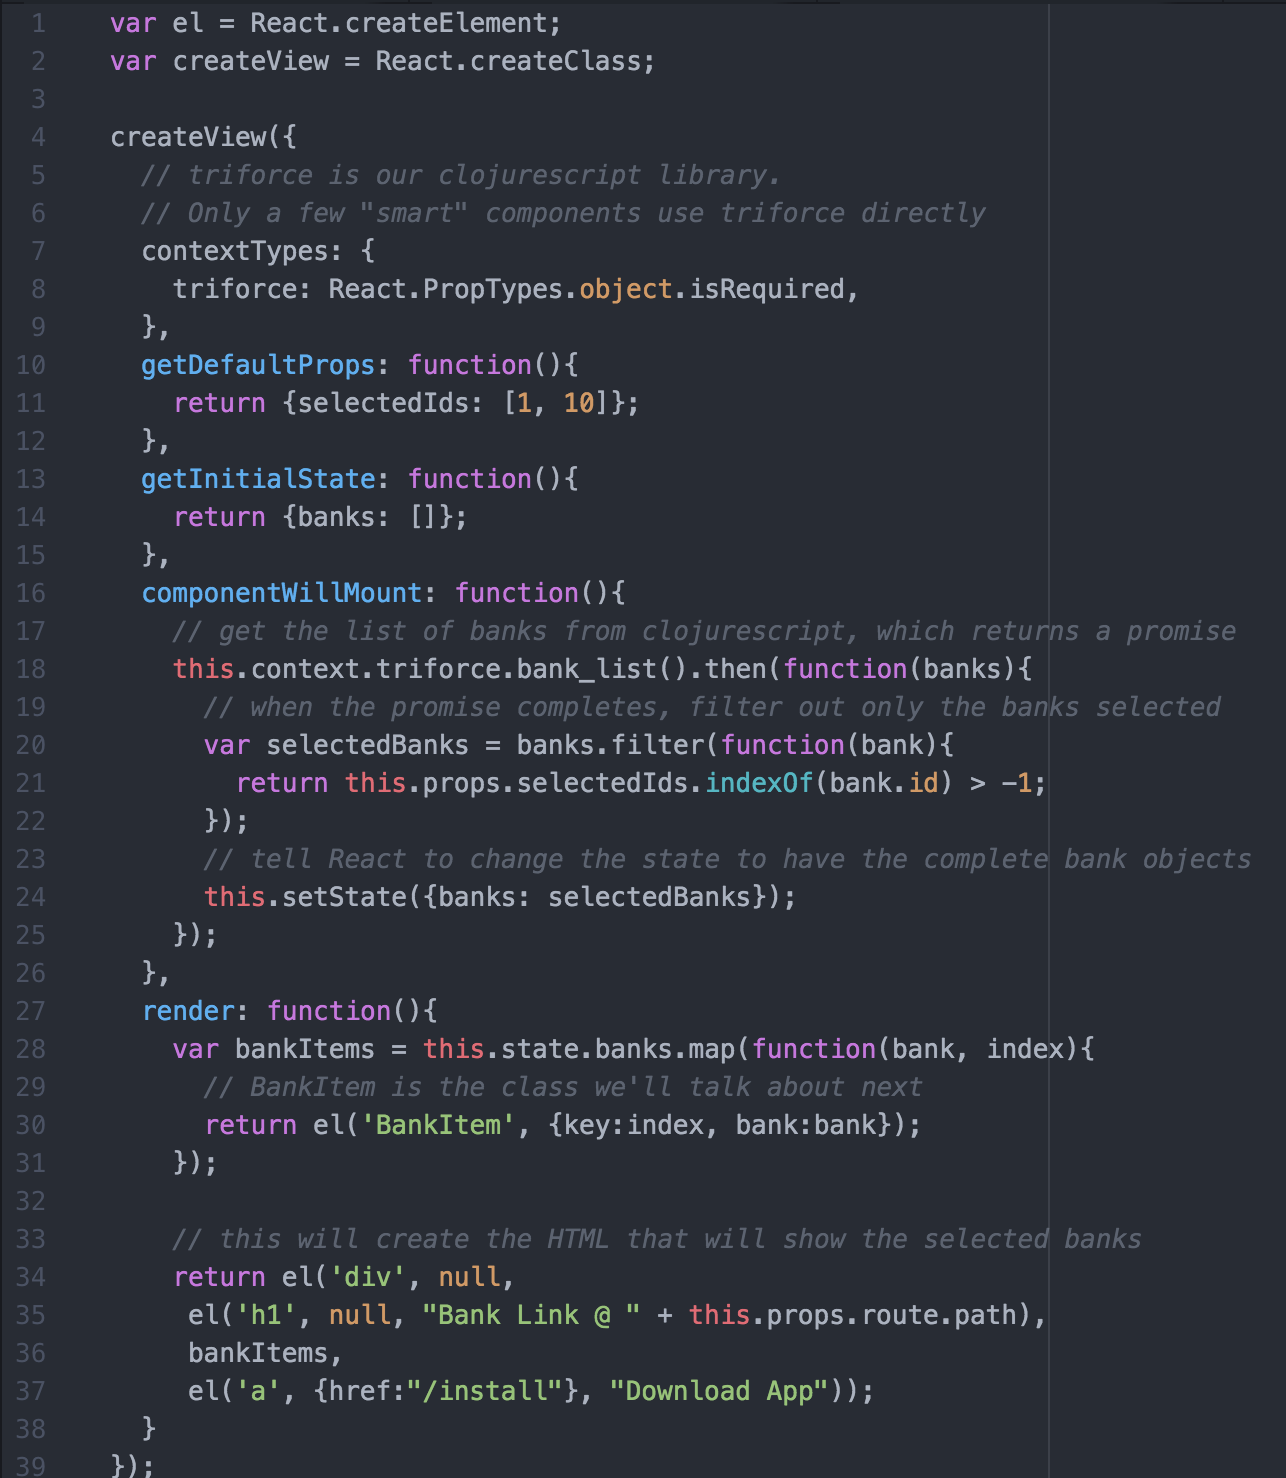 1 var el = React.createElement;
2 var createView = React.createClass;
3
4 createView({
5 // triforce is our clojurescript library.
6 // Only a few "smart" components use triforce directly
7 contextTypes: {
8 triforce: React.PropTypes.object.isRequired,
9 },
10 getDefaultProps: function(){
11 return {selectedIds: [1, 10]};
12 },
13 getInitialState: function(){
14 return {banks: []};
15 },
16 componentWillMount: function(){
17 // get the list of banks from clojurescript, which returns a promise
18 this.context.triforce.bank_list().then(function(banks){
19 // when the promise completes, filter out only the banks selected
20 var selectedBanks = banks.filter(function(bank){
21 return this.props.selectedIds.indexOf(bank.id) > -1;
22 });
23 // tell React to change the state to have the complete bank objects
24 this.setState({banks: selectedBanks});
25 });
26 },
27 render: function(){
28 var bankItems = this.state.banks.map(function(bank, index){
29 // BankItem is the class we'll talk about next
30 return el('BankItem', {key:index, bank:bank});
31 });
32
33 // this will create the HTML that will show the selected banks
34 return el('div', null,
35 el('h1', null, "Bank Link @ " + this.props.route.path),
36 bankItems,
37 el('a', {href:"/install"}, "Download App"));
38 }
39 });